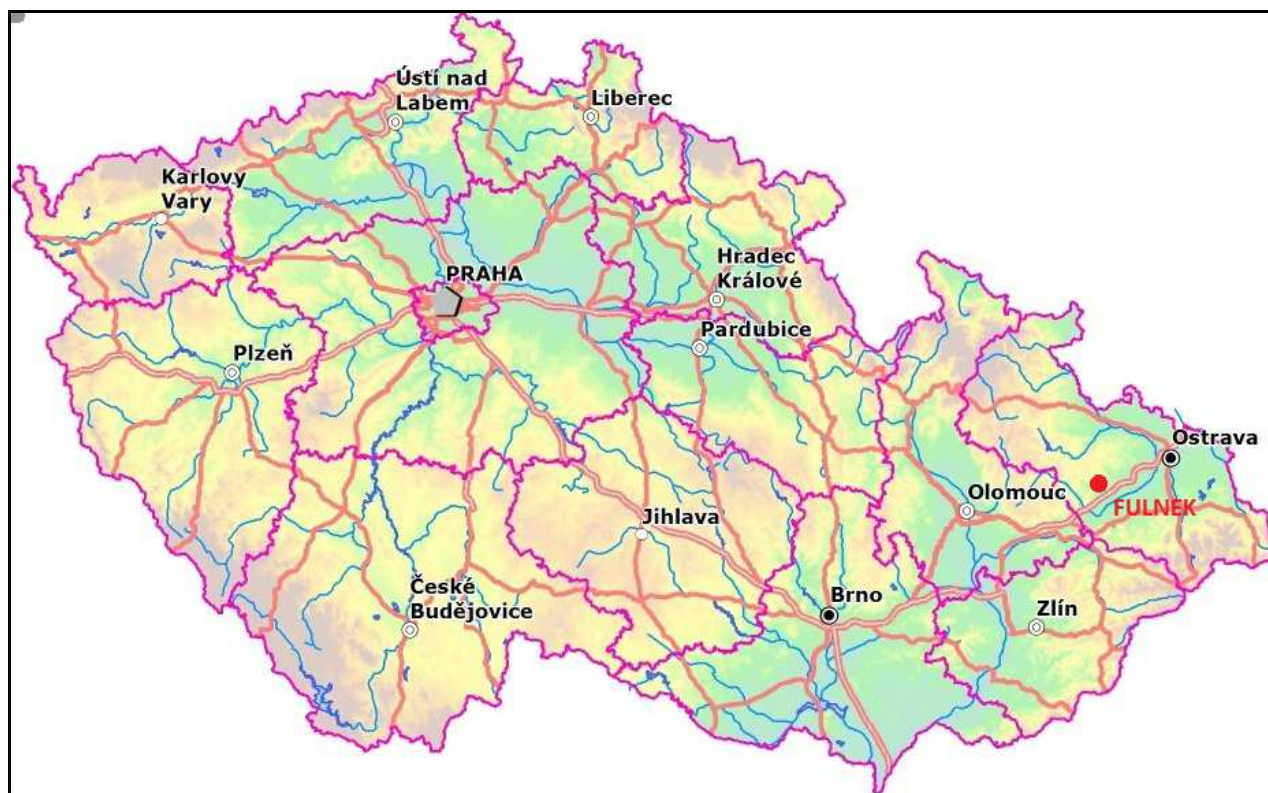 Ústí nad
Labem
Liberec
Karlovy
Vary
Hradec
Králové
PRAHA
Pardubice
Plzeň
Ostrava
Olomouc
FULNEK
Jihlava
České
Budějovice
Brno
Zlín